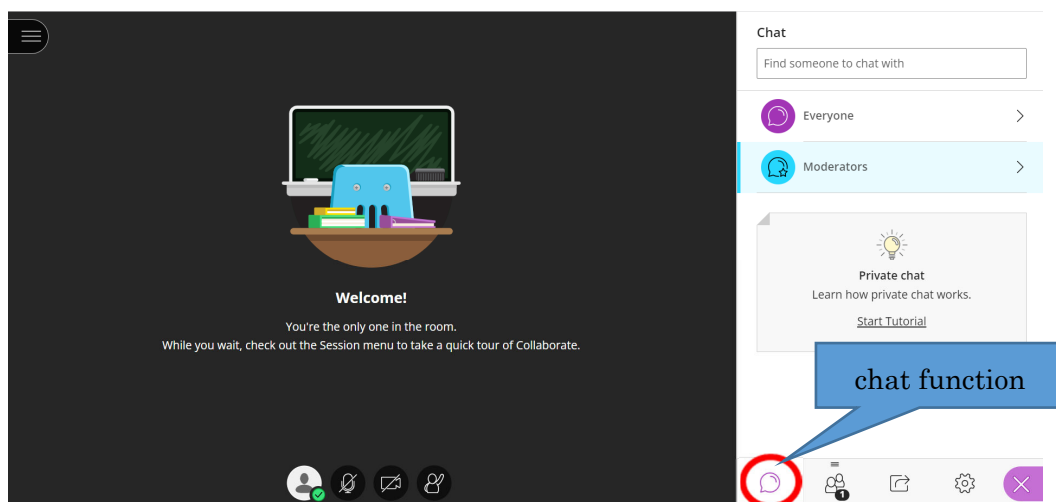 Chat
Find someone to chat with
Everyone
Moderators
Private chat
Learn how private chat works.
Start Tutorial
Welcome!
You're the only one in the room.
While you wait, check out the Session menu to take a quick tour of Collaborate.
chat function
1